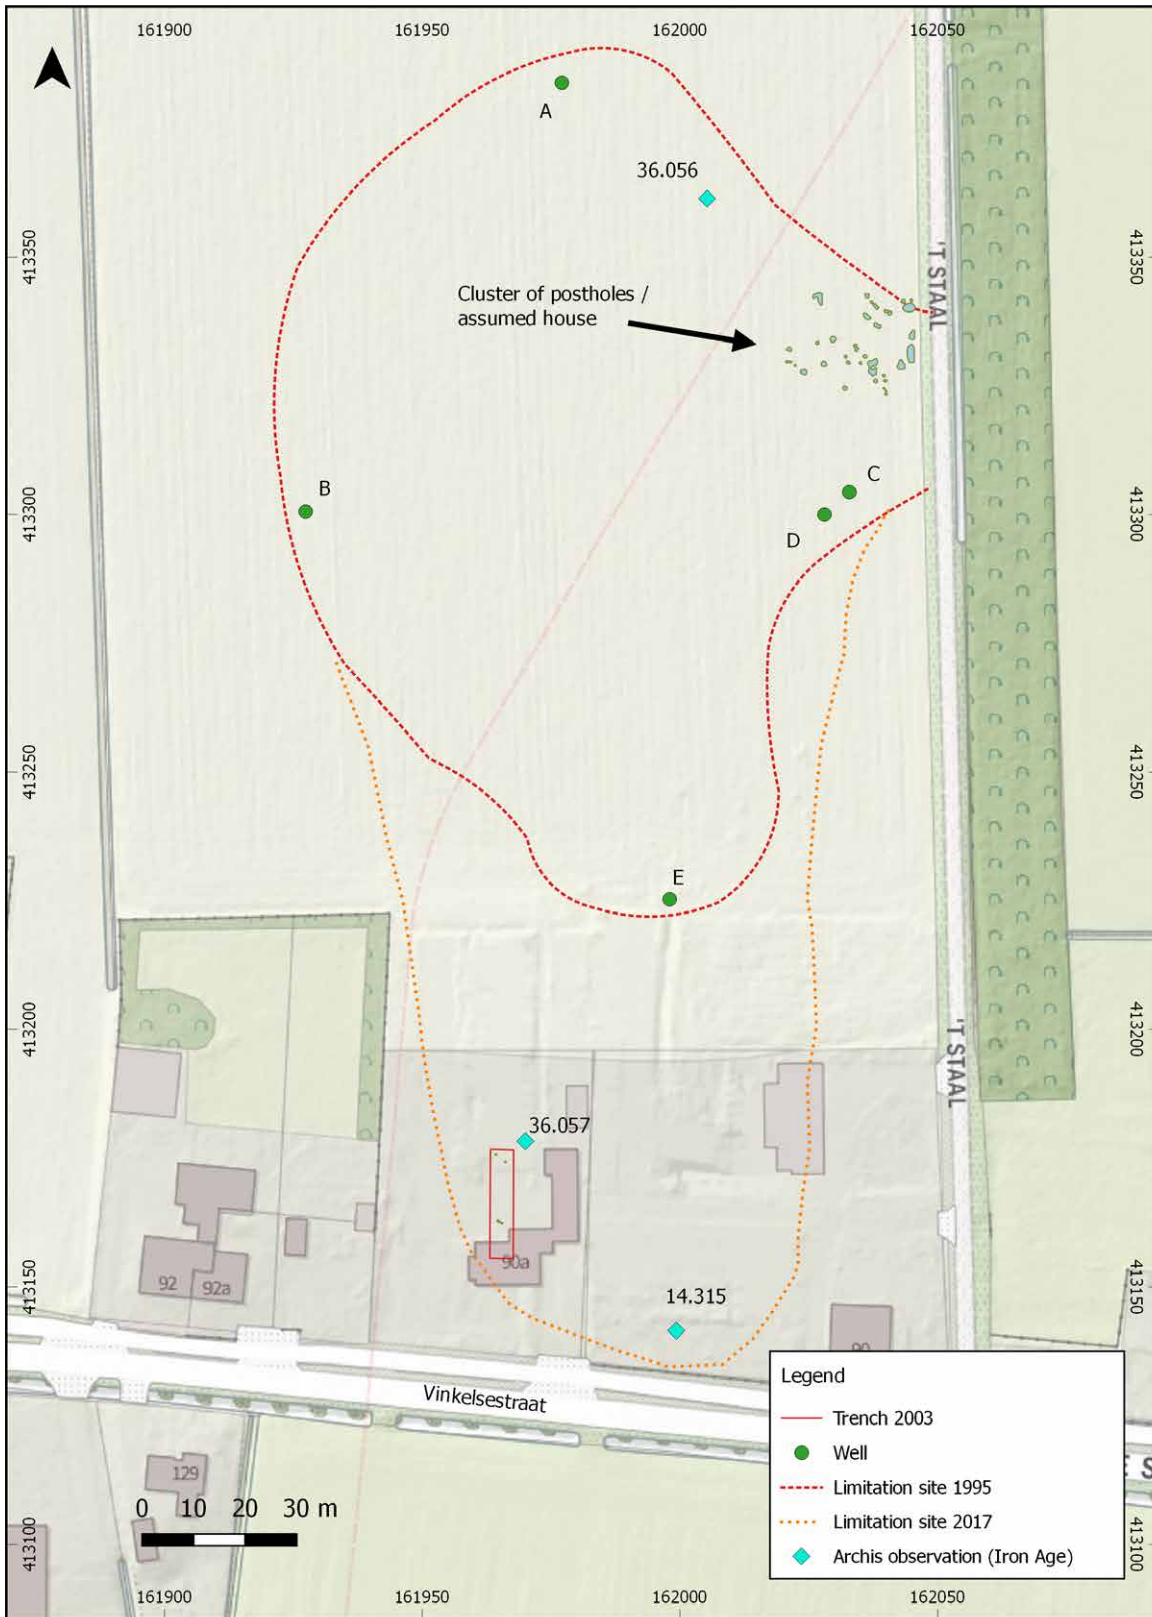 161900
161950
162000
162050
A
36.056
413350
413350
'T STAAL
Cluster of postholes /
assumed house
B
C
D
413300
413300
413250
413250
E
413200
413200
'T STAAL
36.057
90a
92
92a
413150
413150
14.315
90
Vinkelsestraat
129
0 10 20 30 m
413100
413100
Legend
Trench 2003
Well
Limitation site 1995
Limitation site 2017
Archis observation (Iron Age)
161900
161950
162000
162050